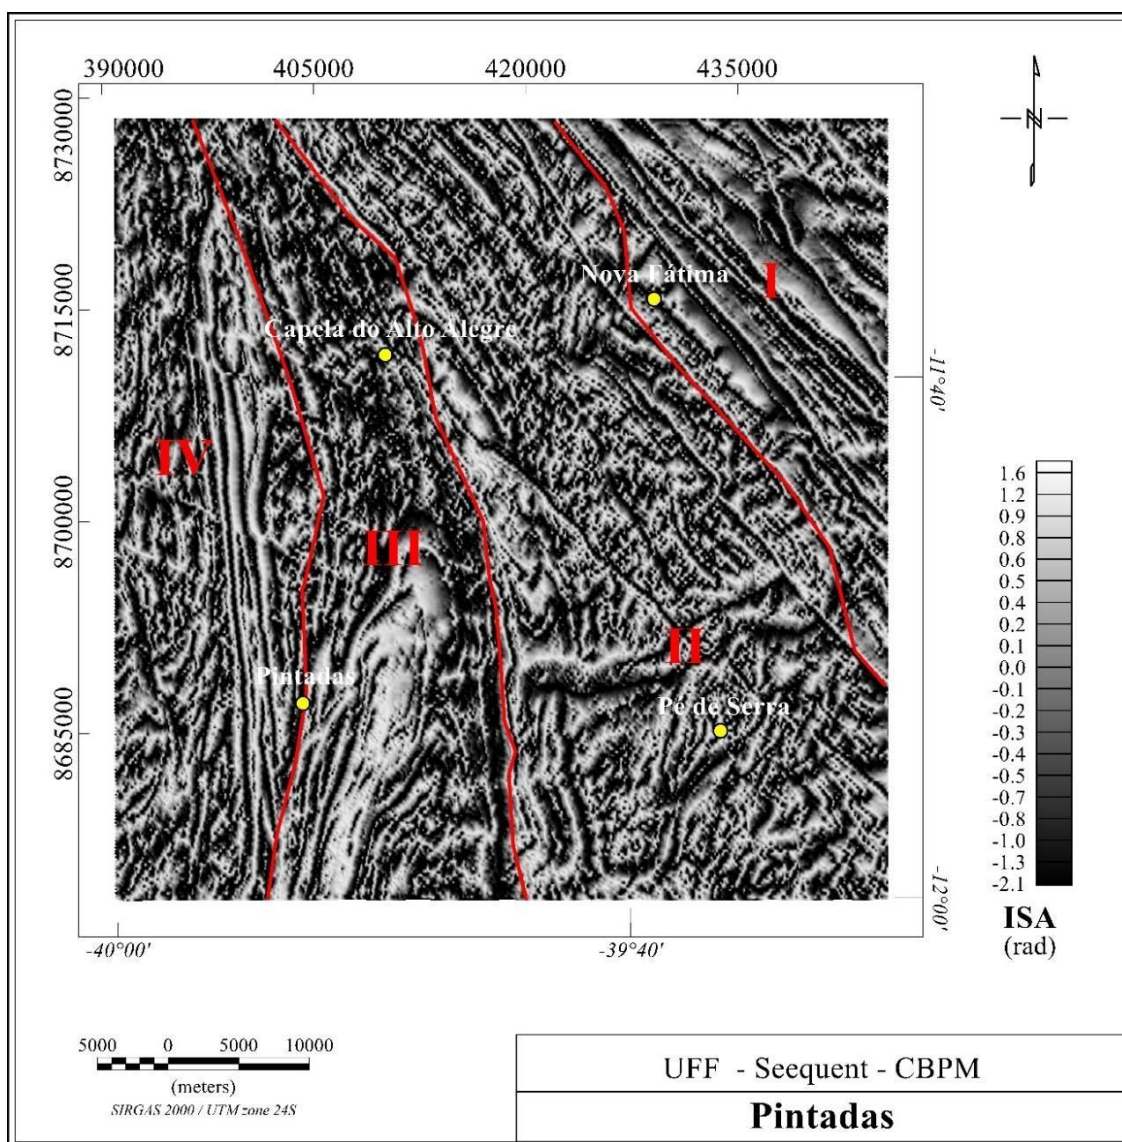 390000 405000 420000 435000
8730000
8715000
8700000
8685000
N
I
Nova Fátima
Capela do Alto Alegre
IV
III
II
Pintadas
Pé de Serra
-11°40'
-12°00'
-40°00' -39°40'
1.6
1.2
0.9
0.8
0.6
0.5
0.4
0.2
0.1
0.0
-0.1
-0.2
-0.3
-0.4
-0.5
-0.7
-0.8
-1.0
-1.3
-2.1
ISA
(rad)
5000 0 5000 10000
(meters)
SIRGAS 2000 / UTM zone 24S
UFF - Seequent - CBPM
Pintadas